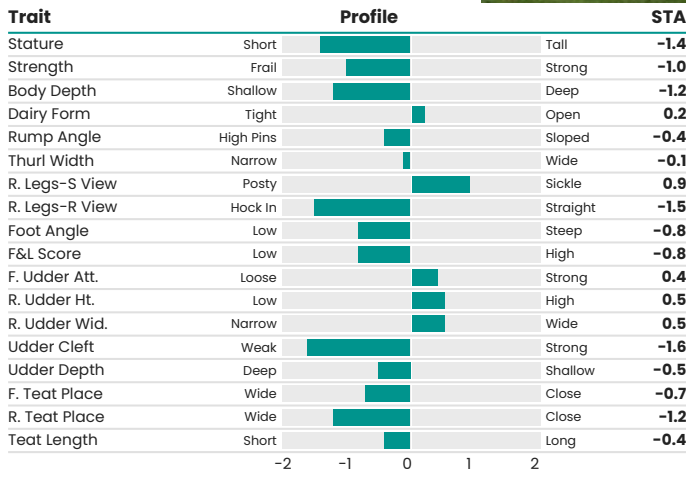 Trait Profile STA
Stature Short Tall -1.4
Strength Frail Strong -1.0
Body Depth Shallow Deep -1.2
Dairy Form Tight Open 0.2
Rump Angle High Pins Sloped -0.4
Thurl Width Narrow Wide -0.1
R. Legs-S View Posty Sickle 0.9
R. Legs-R View Hock In Straight -1.5
Foot Angle Low Steep -0.8
F&L Score Low High -0.8
F. Udder Att. Loose Strong 0.4
R. Udder Ht. Low High 0.5
R. Udder Wid. Narrow Wide 0.5
Udder Cleft Weak Strong -1.6
Udder Depth Deep Shallow -0.5
F. Teat Place Wide Close -0.7
R. Teat Place Wide Close -1.2
Teat Length Short Long -0.4
-2 -1 0 1 2